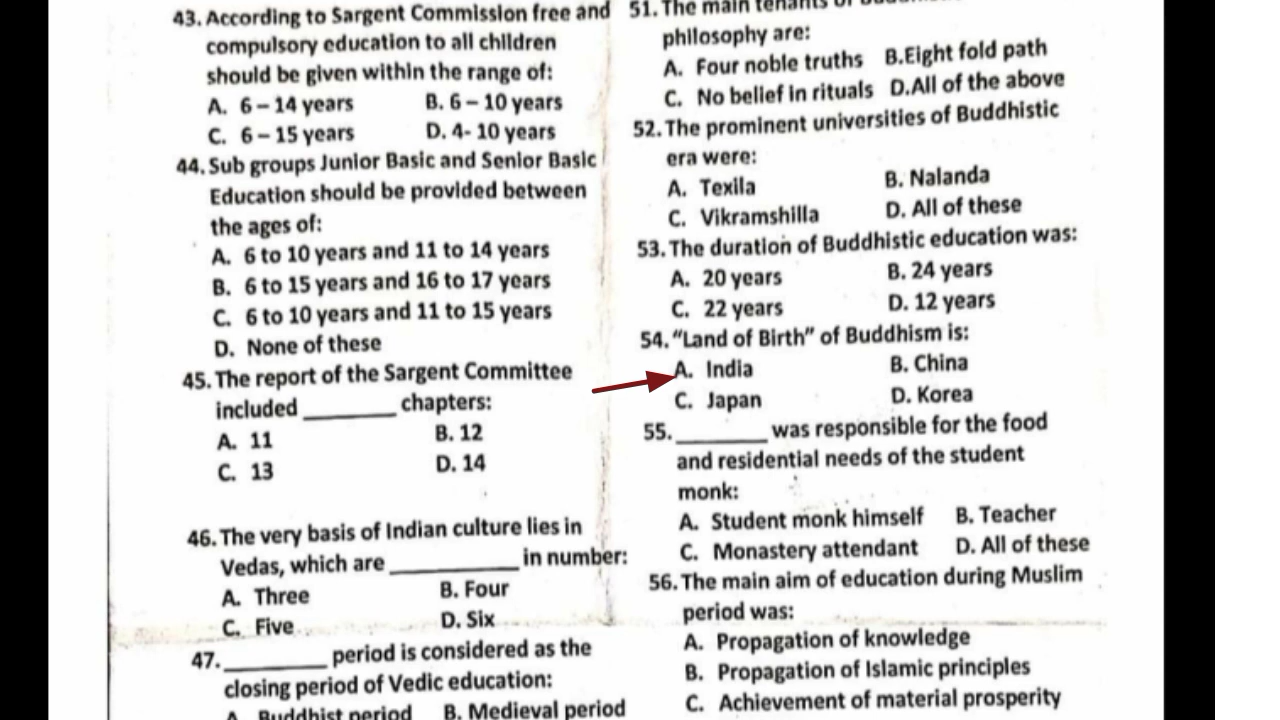 43. According to Sargent Commission free and
compulsory education to all children
should be given within the range of:
A. 6 – 14 years B. 6 – 10 years
C. 6 – 15 years D. 4- 10 years
44. Sub groups Junior Basic and Senior Basic
Education should be provided between
the ages of:
A. 6 to 10 years and 11 to 14 years
B. 6 to 15 years and 16 to 17 years
C. 6 to 10 years and 11 to 15 years
D. None of these
45. The report of the Sargent Committee
included ________ chapters:
A. 11 B. 12
C. 13 D. 14
46. The very basis of Indian culture lies in
Vedas, which are ___________ in number:
A. Three B. Four
C. Five D. Six
47. _________ period is considered as the
closing period of Vedic education:
A. Buddhist period B. Medieval period
51. The main tenants of
philosophy are:
A. Four noble truths B.Eight fold path
C. No belief in rituals D.All of the above
52. The prominent universities of Buddhistic
era were:
A. Texila B. Nalanda
C. Vikramshilla D. All of these
53. The duration of Buddhistic education was:
A. 20 years B. 24 years
C. 22 years D. 12 years
54. “Land of Birth” of Buddhism is:
A. India B. China
C. Japan D. Korea
55. ________ was responsible for the food
and residential needs of the student
monk:
A. Student monk himself B. Teacher
C. Monastery attendant D. All of these
56. The main aim of education during Muslim
period was:
A. Propagation of knowledge
B. Propagation of Islamic principles
C. Achievement of material prosperity